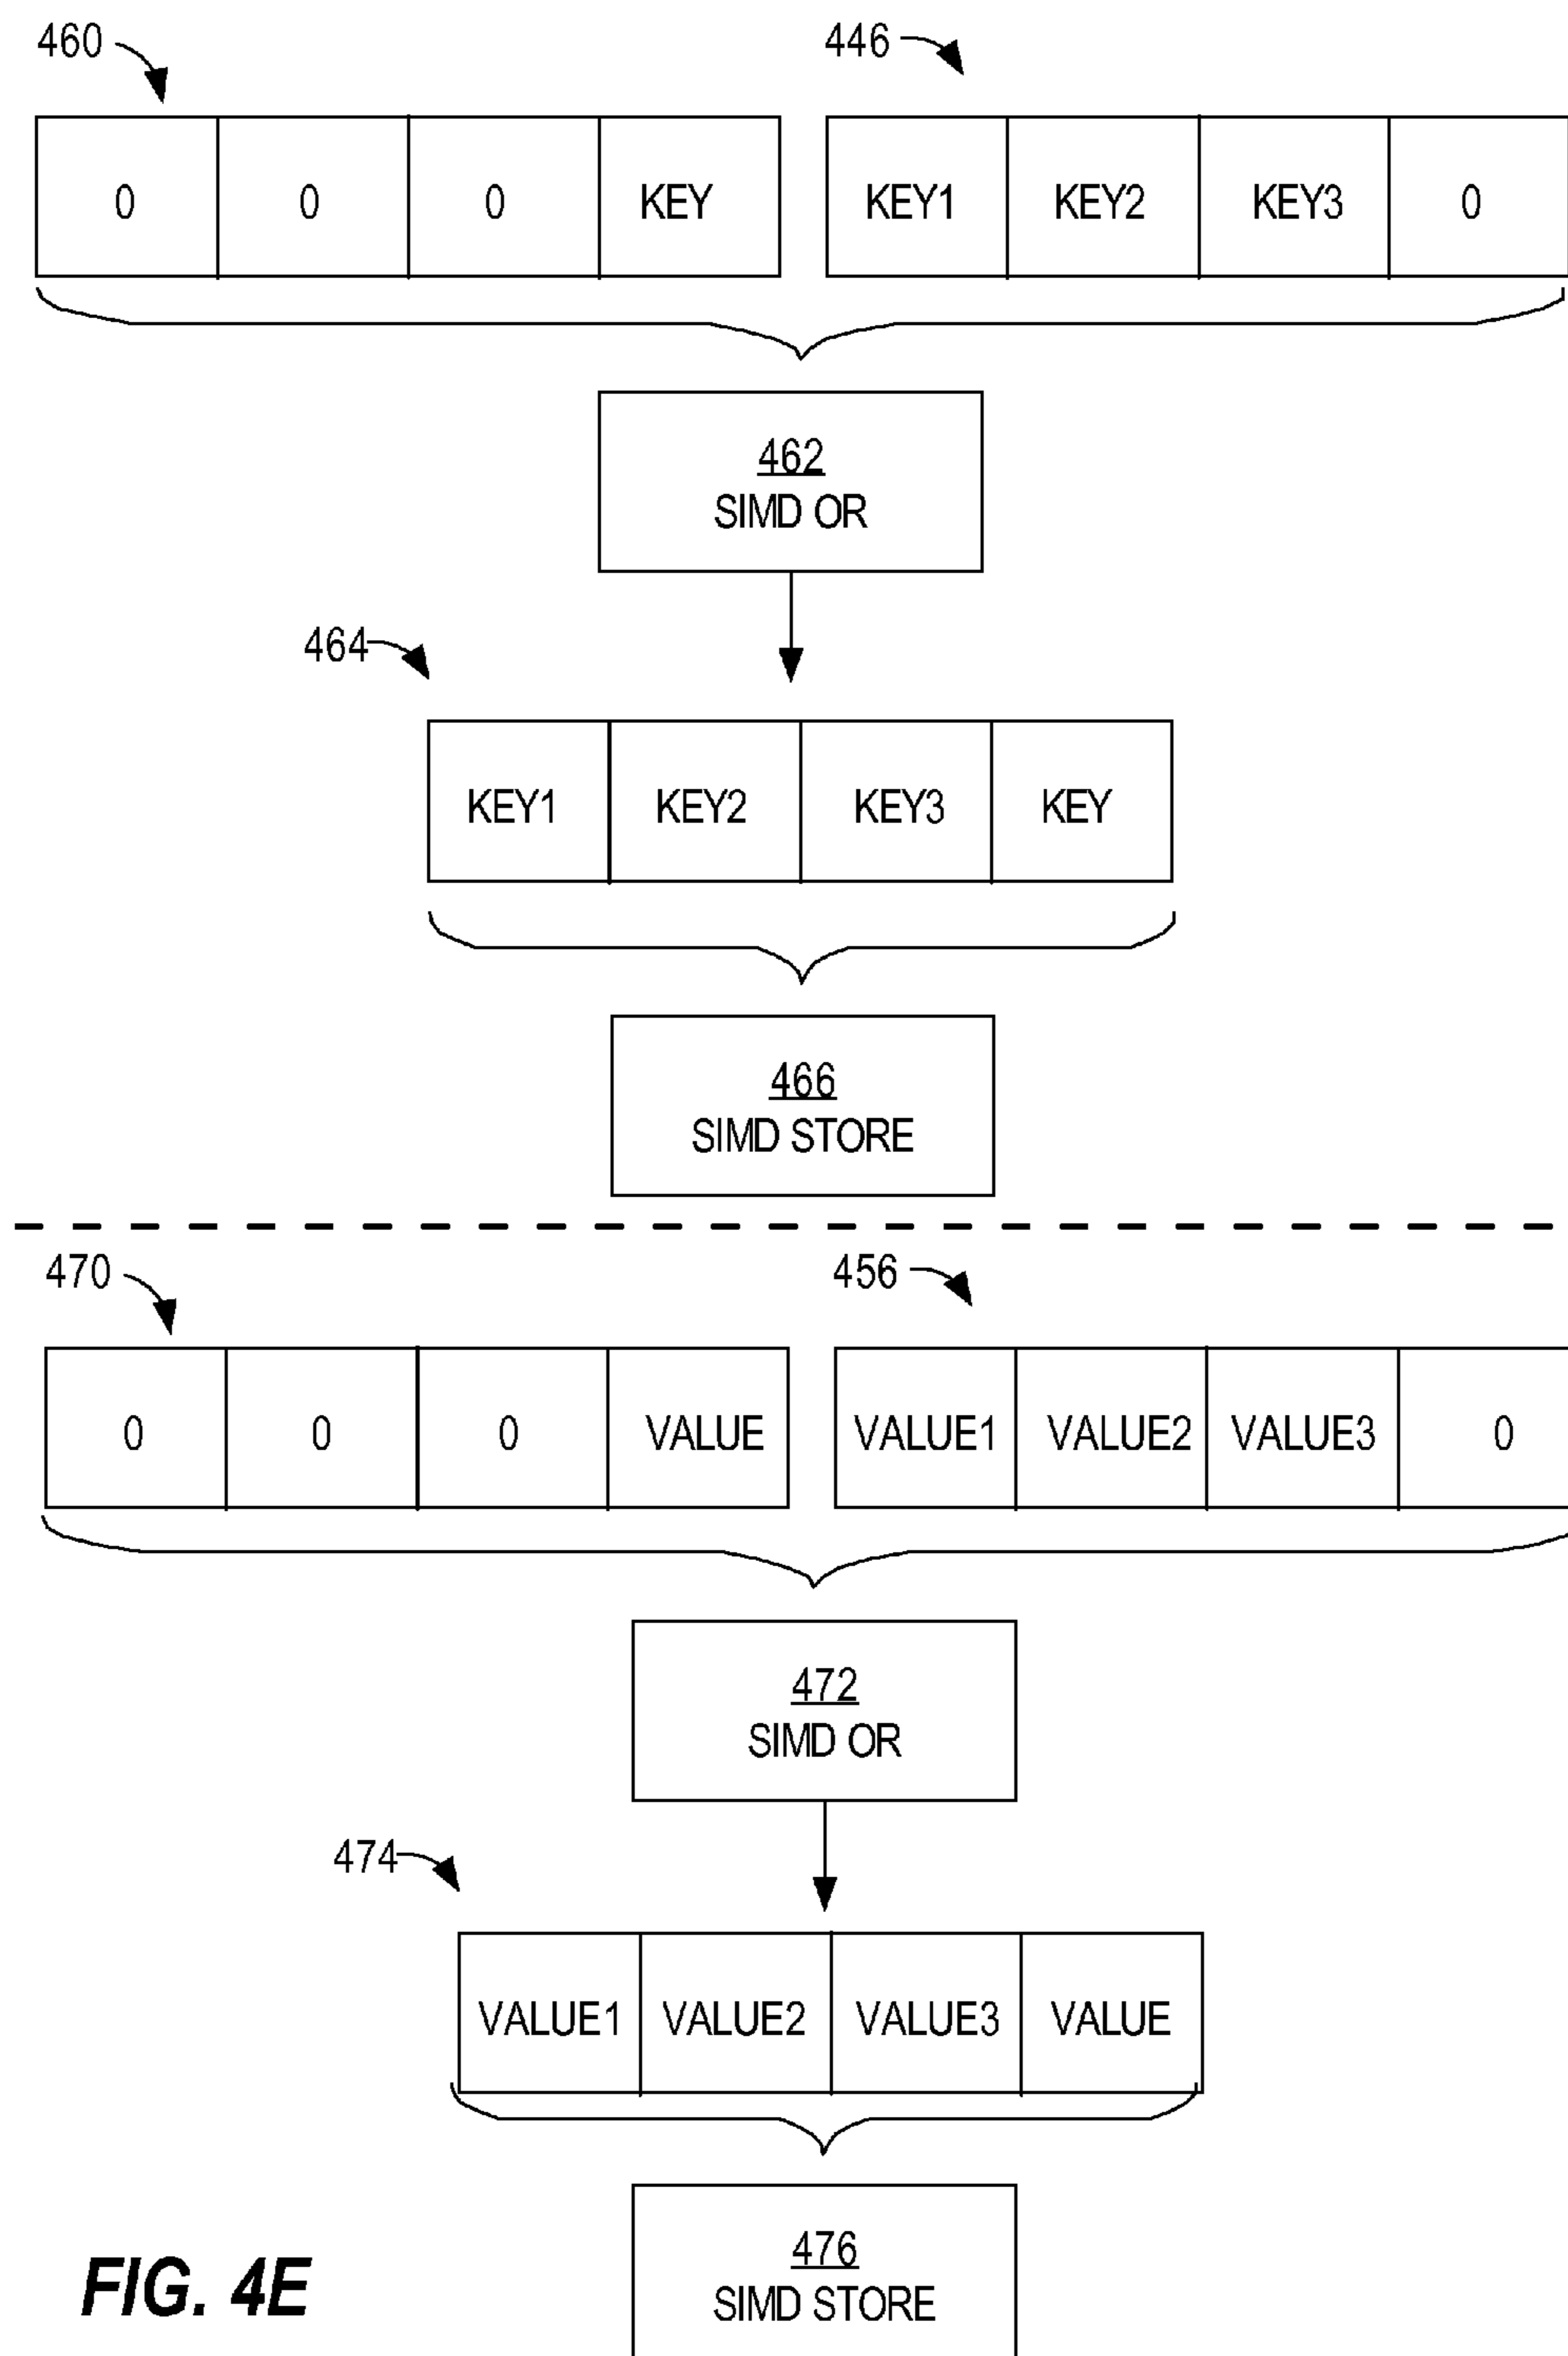 460 446
0 0 0 KEY KEY1 KEY2 KEY3 0
462
SIMD OR
464
KEY1 KEY2 KEY3 KEY
466
SIMD STORE
470 456
0 0 0 VALUE VALUE1 VALUE2 VALUE3 0
472
SIMD OR
474
VALUE1 VALUE2 VALUE3 VALUE
476
SIMD STORE
FIG. 4E